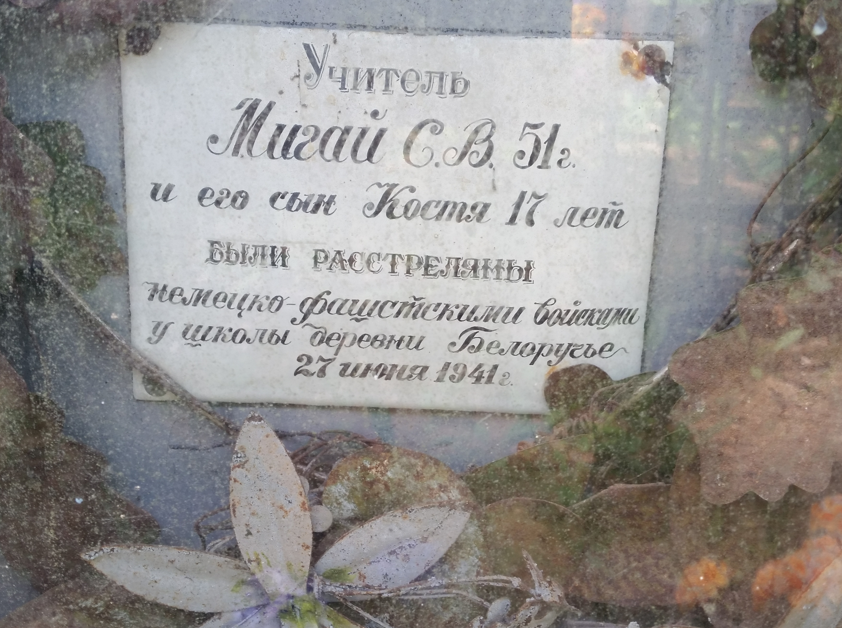 Учитель
Мигай С.В. 51г.
и его сын Костя 17 лет
были расстреляны
немецко-фашистскими войсками
у школы деревни Белоручье
27 июня 1941г.